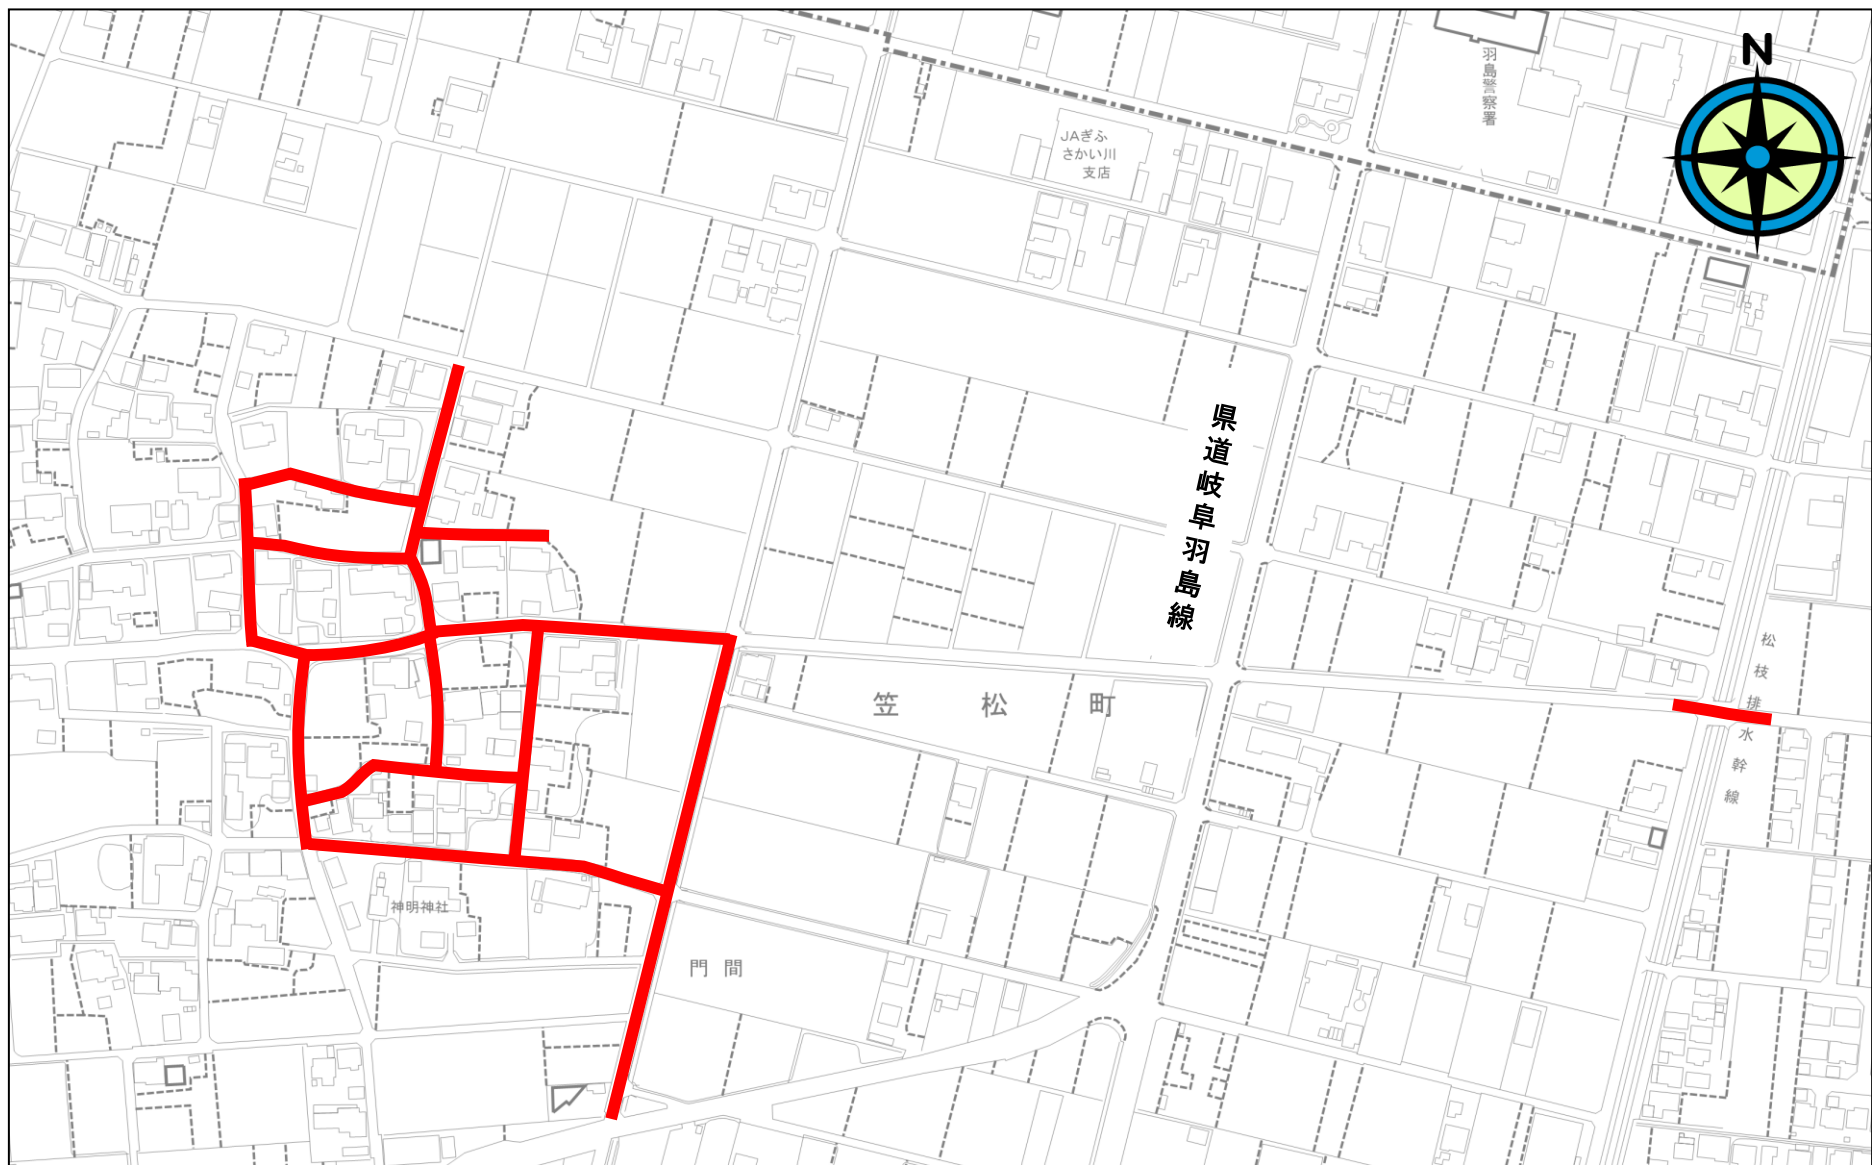 N
羽島警察署
JAぎふ
さかい川
支店
県道岐阜羽島線
松枝排水幹線
笠松町
神明神社
門間